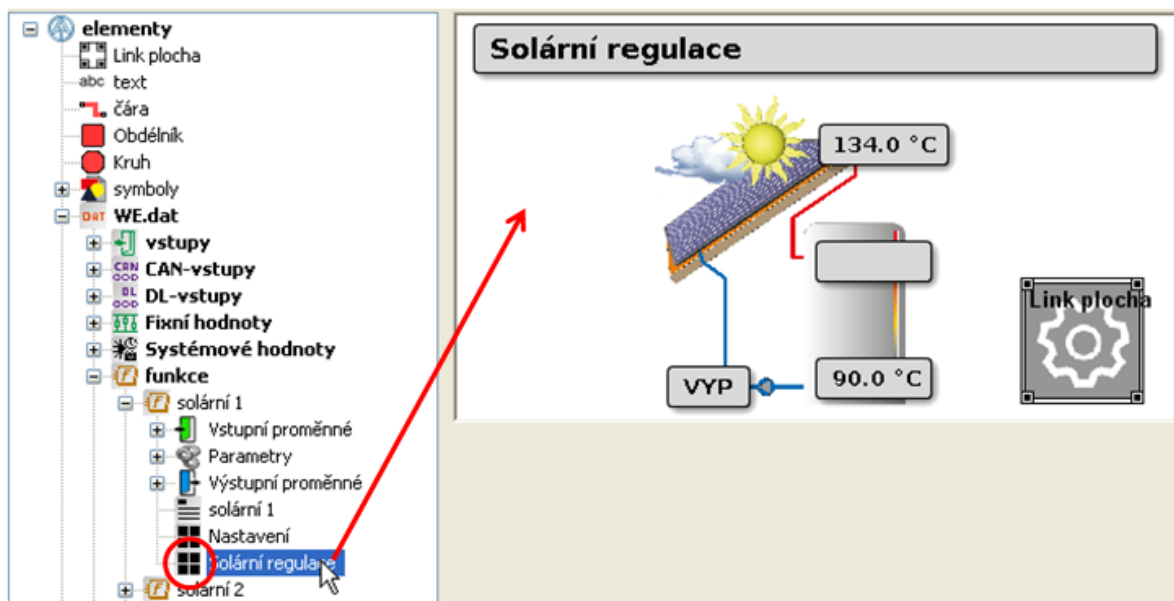 elementy
Link plocha
abc text
čára
Obdélník
Kruh
symboly
DAT WE.dat
vstupy
CAN CAN-vstupy
DL DL-vstupy
Fixní hodnoty
Systémové hodnoty
funkce
solární 1
Vstupní proměnné
Parametry
Výstupní proměnné
solární 1
Nastavení
Solární regulace
solární 2
Solární regulace
134.0 °C
Link plocha
VYP
90.0 °C